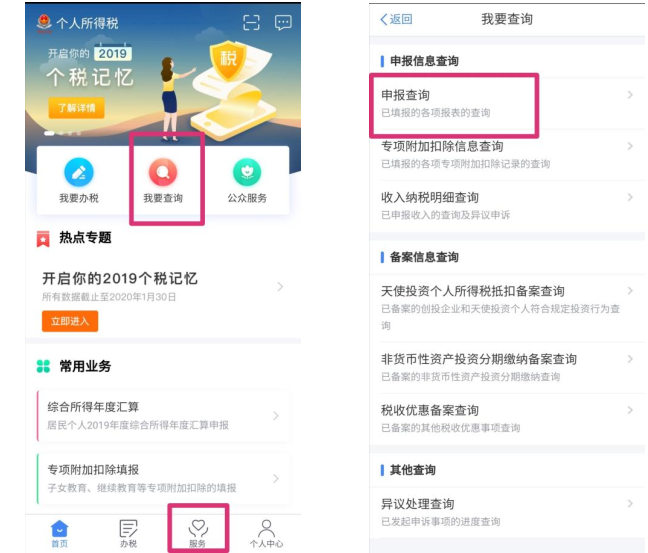 个人所得税
开启你的 2019
个税记忆
了解详情
税
我要办税
我要查询
公众服务
热点专题
开启你的2019个税记忆
所有数据截止至2020年1月30日
立即进入
常用业务
综合所得年度汇算
居民个人2019年度综合所得年度汇算申报
专项附加扣除填报
子女教育、继续教育等专项附加扣除的填报
首页
办税
服务
个人中心
返回
我要查询
申报信息查询
申报查询
已填报的各项报表的查询
专项附加扣除信息查询
已填报的各项专项附加扣除记录的查询
收入纳税明细查询
已申报收入的查询及异议申诉
备案信息查询
天使投资个人所得税抵扣备案查询
已备案的创投企业和天使投资个人符合规定投资行为查
询
非货币性资产投资分期缴纳备案查询
已备案的非货币性资产投资分期缴纳查询
税收优惠备案查询
已备案的其他税收优惠事项查询
其他查询
异议处理查询
已发起申诉事项的进度查询